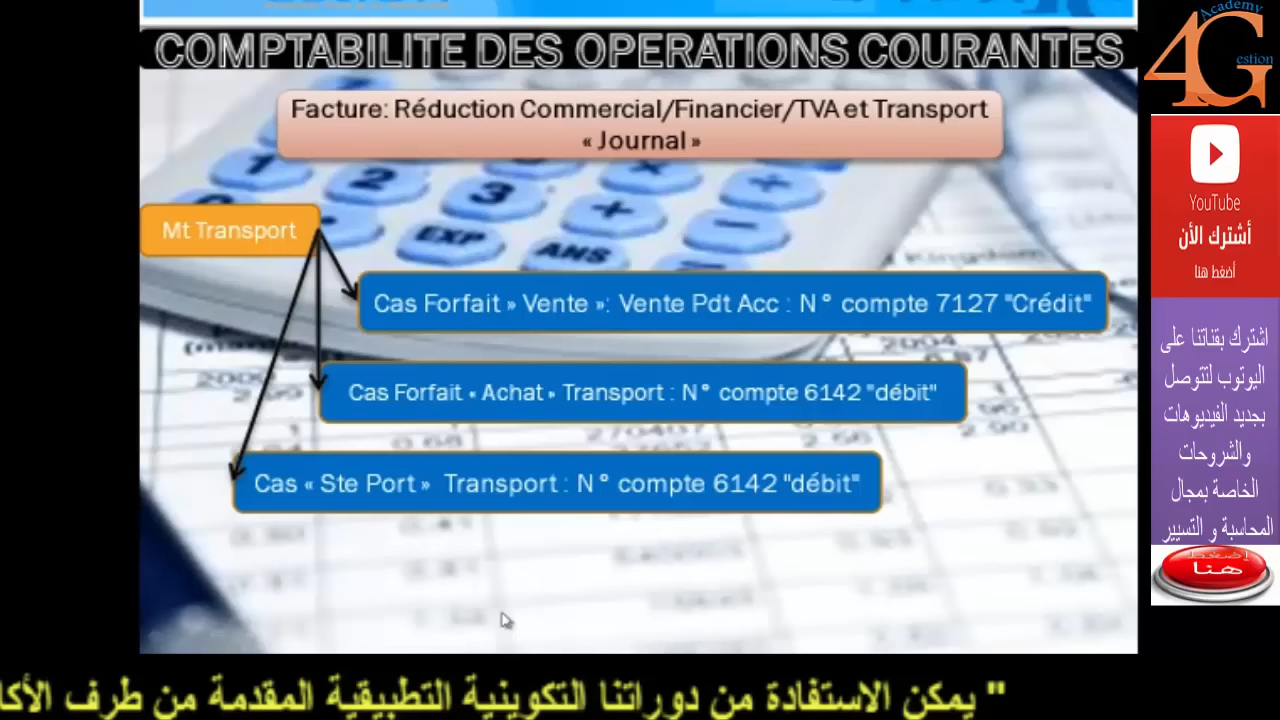 COMPTABILITE DES OPERATIONS COURANTES
Facture: Réduction Commercial/Financier/TVA et Transport
« Journal »
Mt Transport
Cas Forfait » Vente »: Vente Pdt Acc : N° compte 7127 "Crédit"
Cas Forfait « Achat » Transport : N° compte 6142 "débit"
Cas « Ste Port » Transport : N° compte 6142 "débit"
4G
Academy
estion
YouTube
أشترك الأن
أضغط هنا
اشترك بقناتنا على
اليوتوب لتتوصل
بجديد الفيديوهات
والشروحات
الخاصة بمجال
المحاسبة و التسيير
إضغط
هنا
" يمكن الاستفادة من دوراتنا التكوينية التطبيقية المقدمة من طرف الأكا